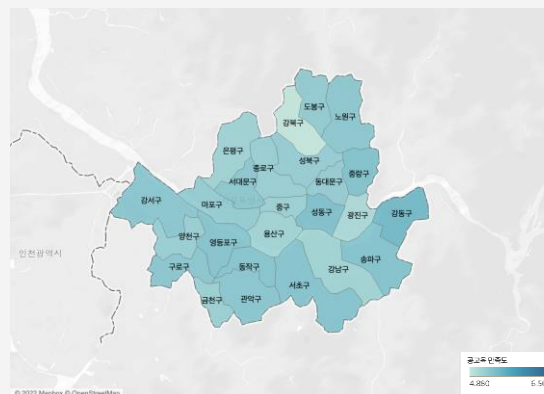 도봉구
노원구
강북구
은평구
성북구
종로구
중랑구
서대문구
동대문구
강서구
마포구
중구
성동구
광진구
강동구
인천광역시
양천구
영등포구
용산구
송파구
구로구
동작구
강남구
금천구
관악구
서초구
만족도
4.850
© 2022 Mapbox © OpenStreetMap